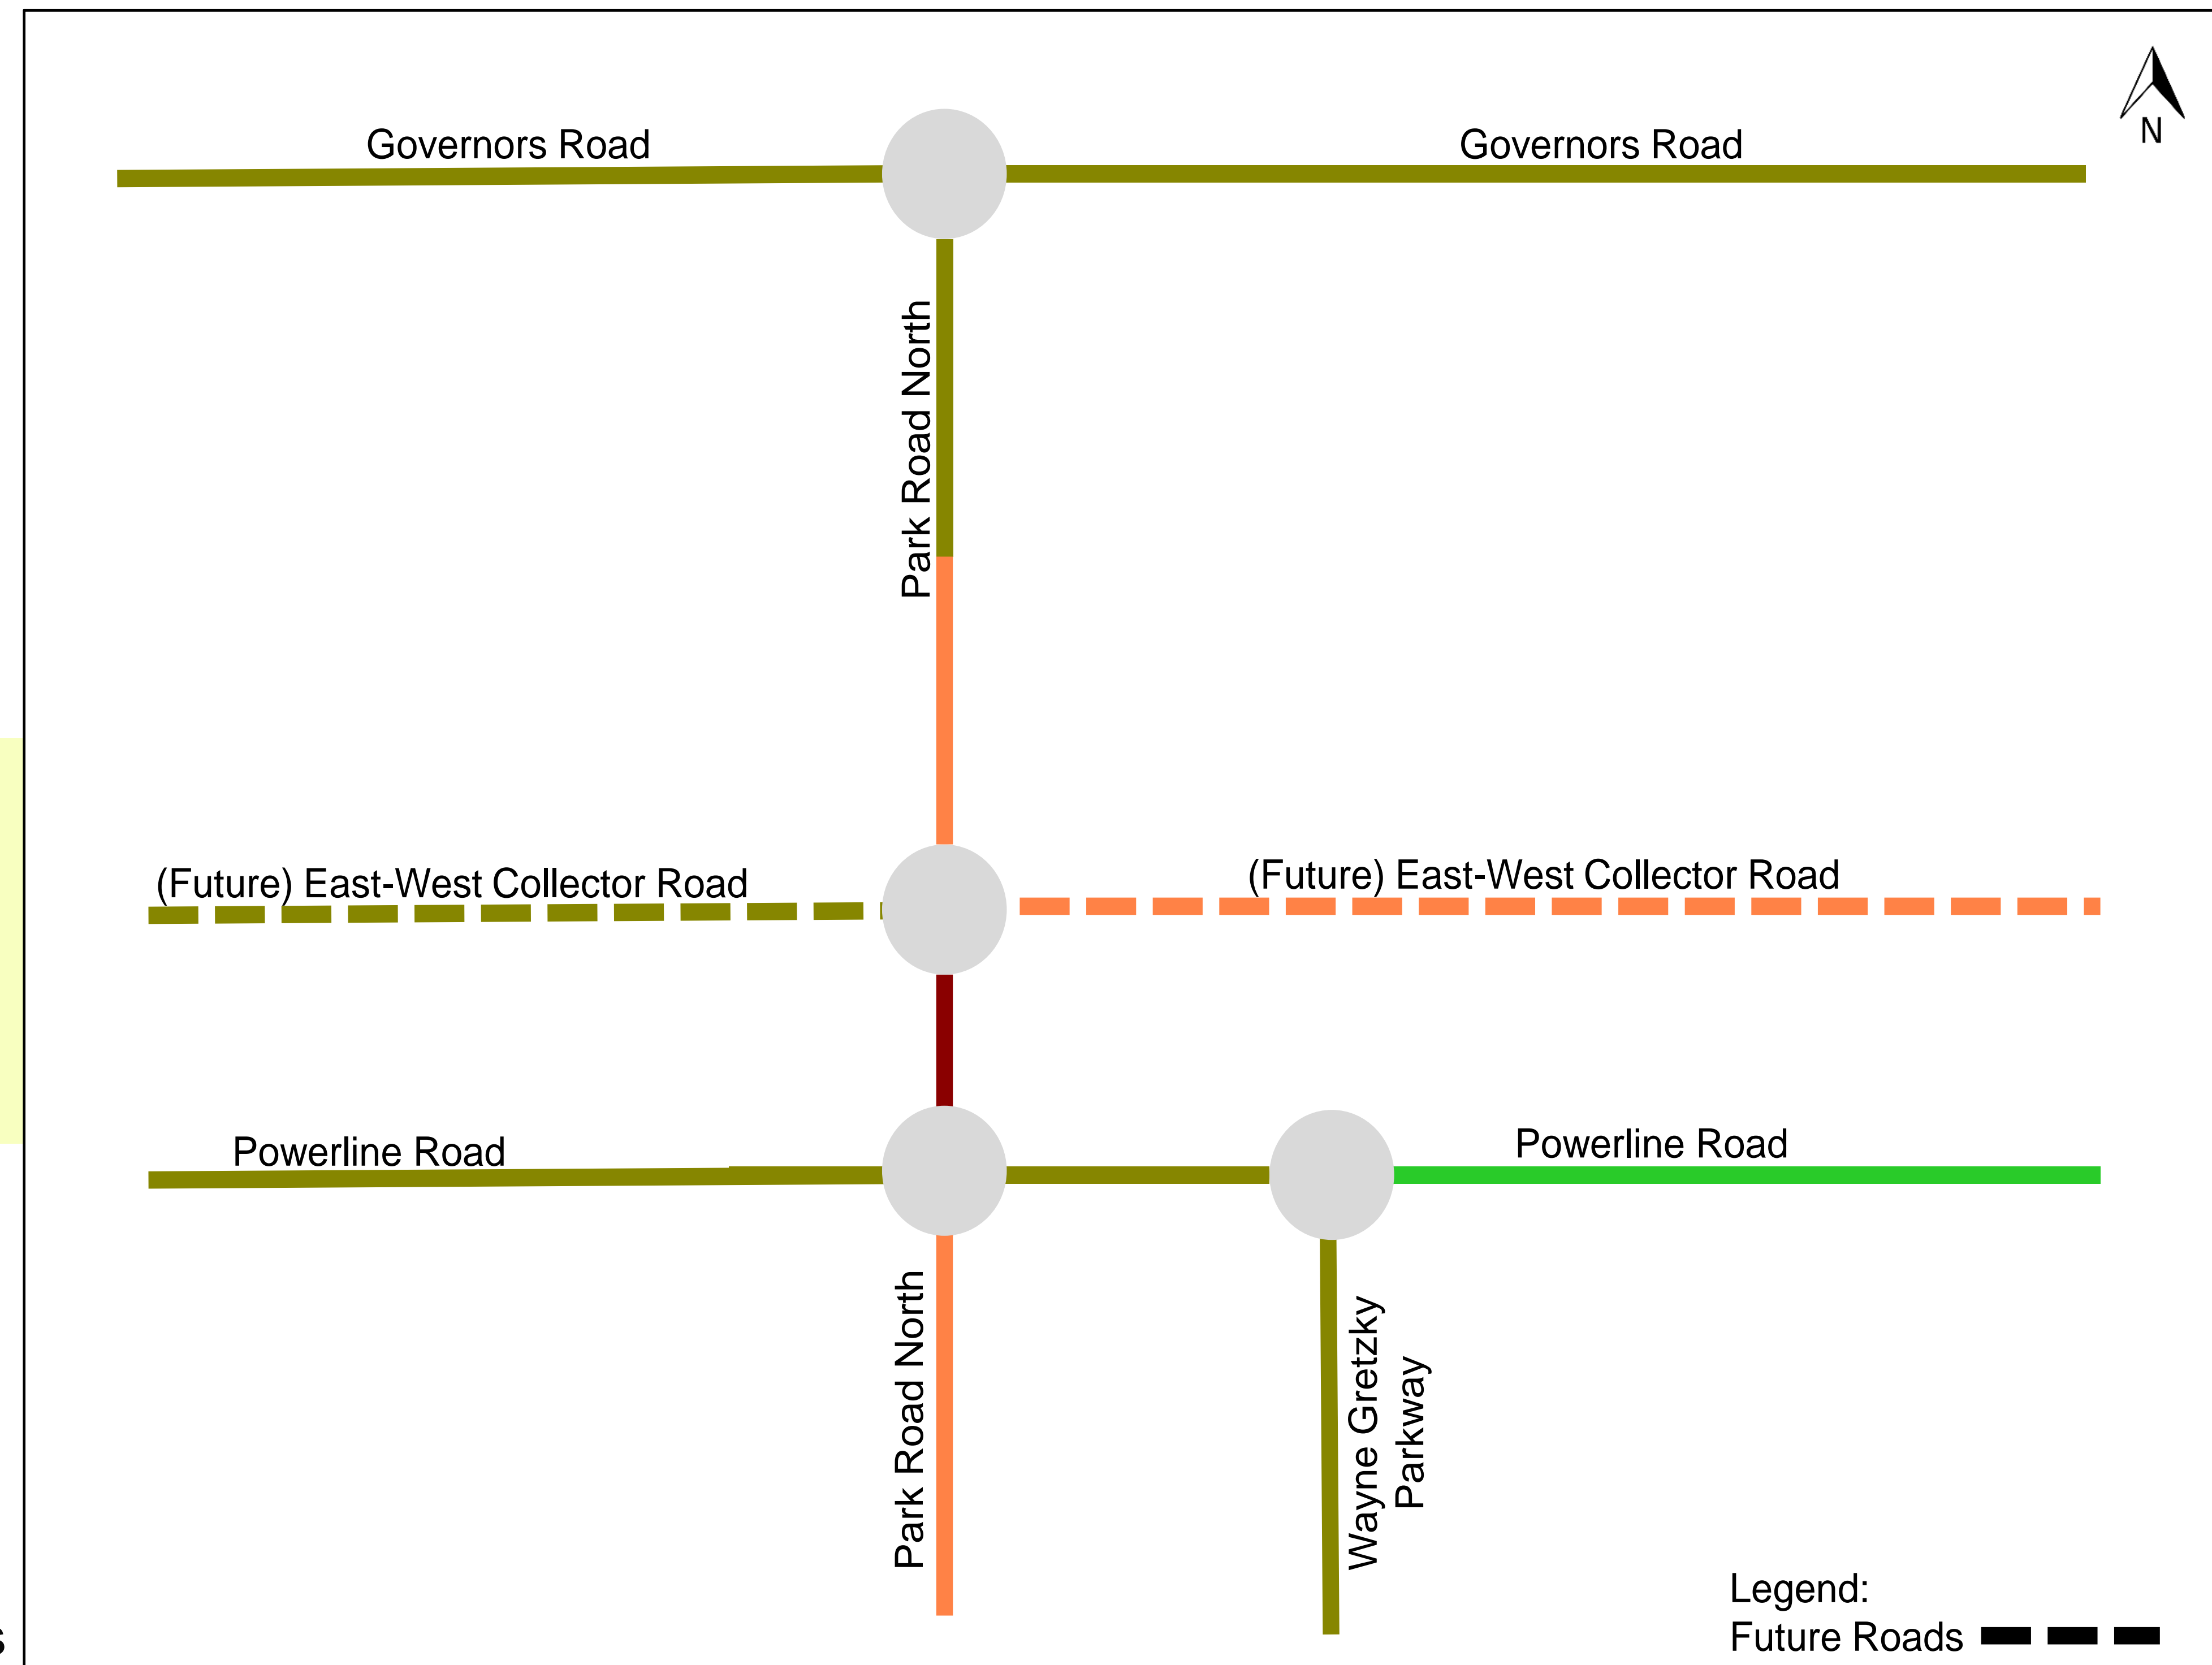 N
Governors Road
Governors Road
Park Road North
(Future) East-West Collector Road
(Future) East-West Collector Road
Powerline Road
Powerline Road
Park Road North
Wayne Gretzky
Parkway
Legend:
Future Roads